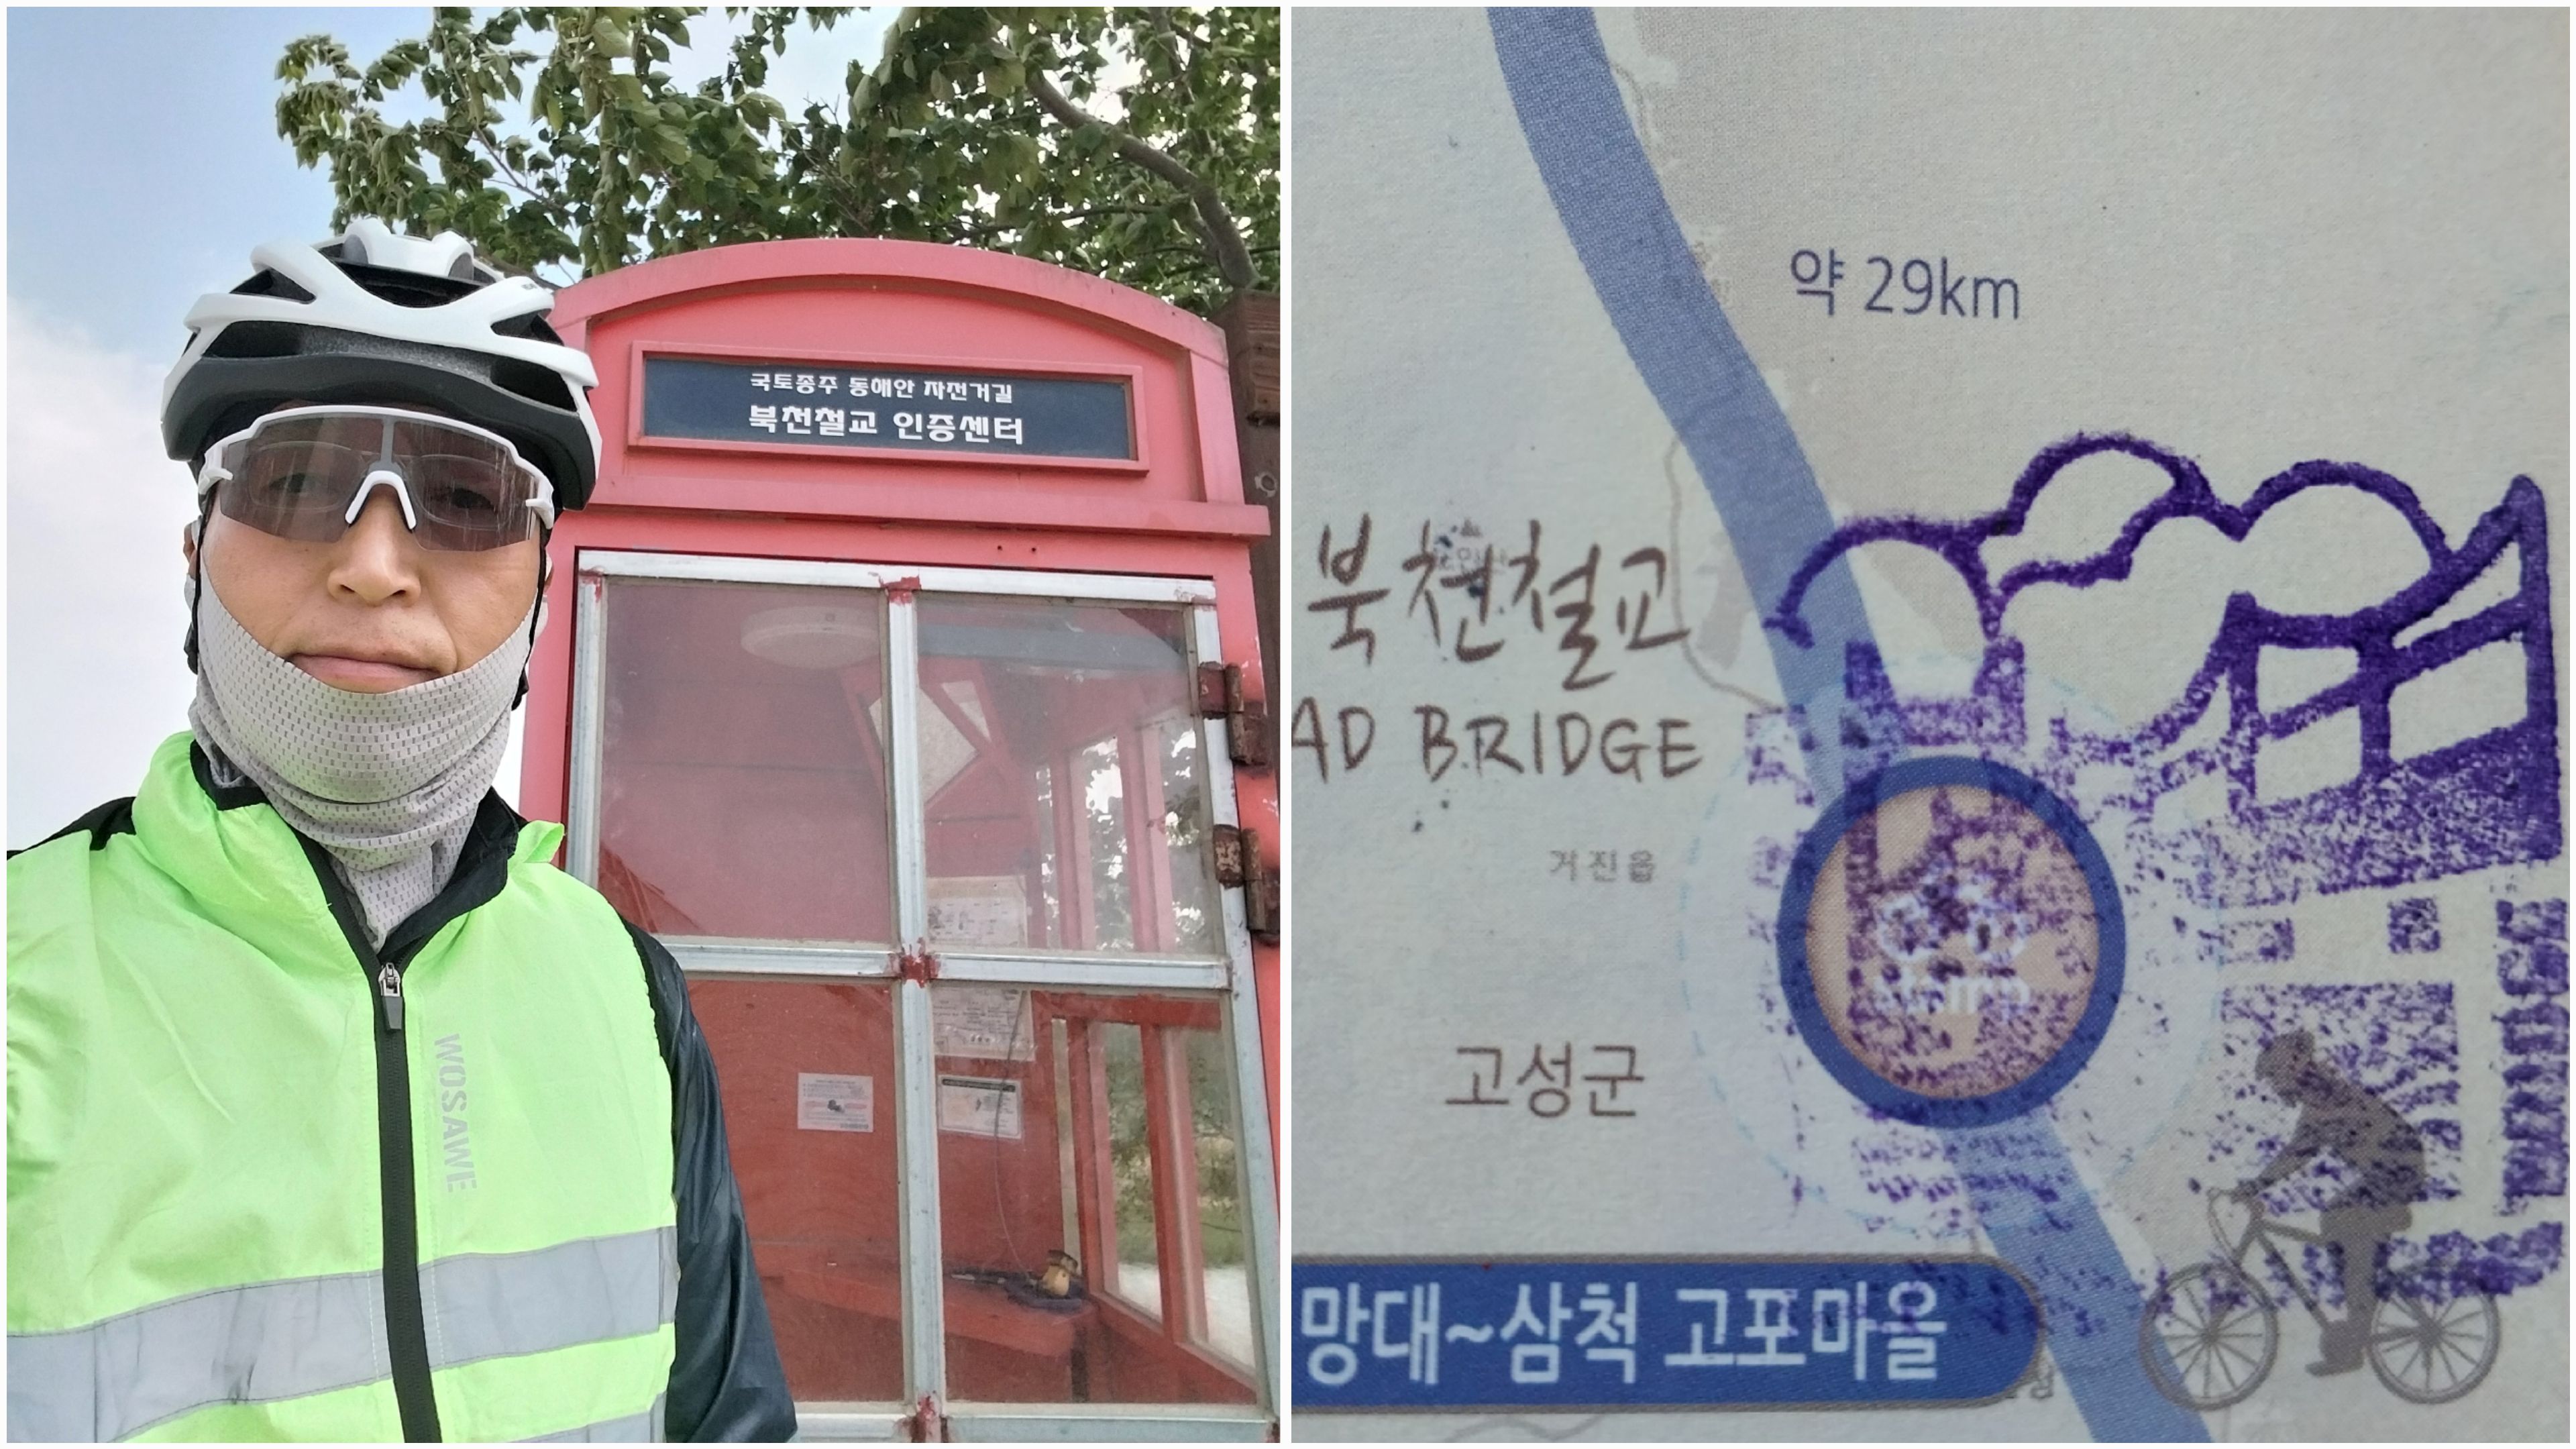 국토종주 동해안 자전거길
북천철교 인증센터
WOSAWE
약 29km
북천철교
AD BRIDGE
거진읍
고성군
망대~삼척 고포마을